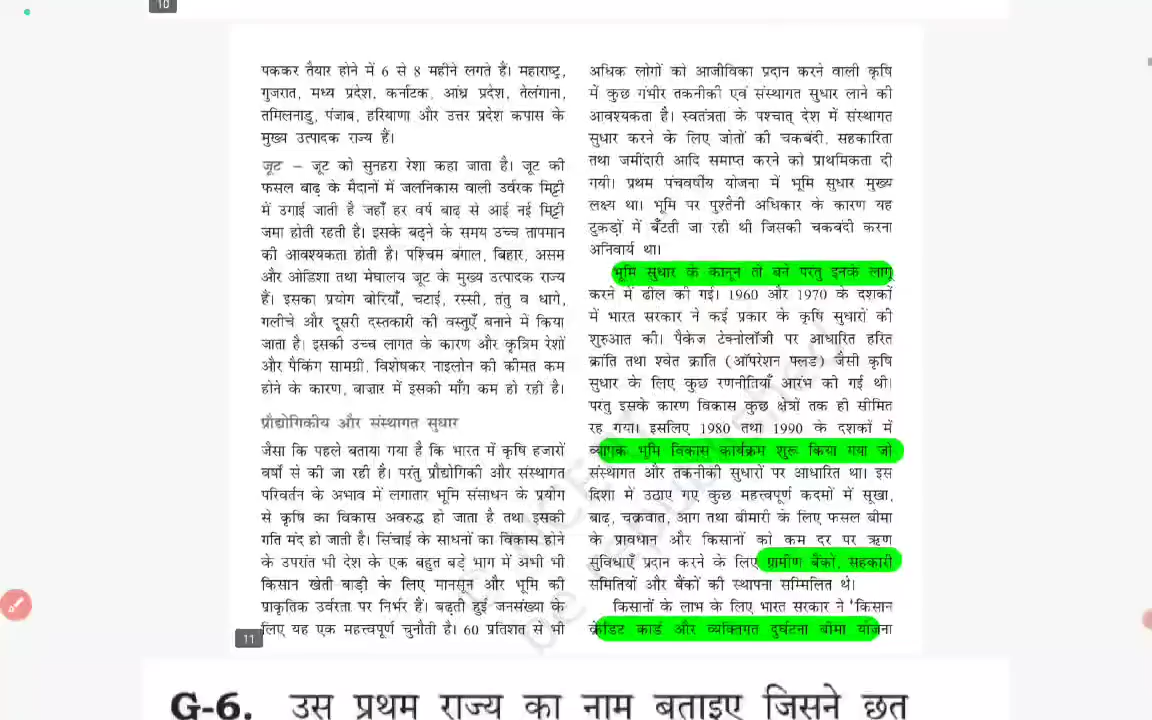 10
पककर तैयार होने में 6 से 8 महीने लगते हैं। महाराष्ट्र,
गुजरात, मध्य प्रदेश, कर्नाटक, आंध्र प्रदेश, तेलंगाना,
तमिलनाडु, पंजाब, हरियाणा और उत्तर प्रदेश कपास के
मुख्य उत्पादक राज्य हैं।
जूट – जूट को सुनहरा रेशा कहा जाता है। जूट की
फसल बाढ़ के मैदानों में जलनिकास वाली उर्वरक मिट्टी
में उगाई जाती है जहाँ हर वर्ष बाढ़ से आई नई मिट्टी
जमा होती रहती है। इसके बढ़ने के समय उच्च तापमान
की आवश्यकता होती है। पश्चिम बंगाल, बिहार, असम
और ओडिशा तथा मेघालय जूट के मुख्य उत्पादक राज्य
हैं। इसका प्रयोग बोरियाँ, चटाई, रस्सी, तंतु व धागे,
गलीचे और दूसरी दस्तकारी की वस्तुएँ बनाने में किया
जाता है। इसकी उच्च लागत के कारण और कृत्रिम रेशों
और पैकिंग सामग्री, विशेषकर नाइलोन की कीमत कम
होने के कारण, बाज़ार में इसकी माँग कम हो रही है।
प्रौद्योगिकीय और संस्थागत सुधार
जैसा कि पहले बताया गया है कि भारत में कृषि हजारों
वर्षों से की जा रही है। परंतु प्रौद्योगिकी और संस्थागत
परिवर्तन के अभाव में लगातार भूमि संसाधन के प्रयोग
से कृषि का विकास अवरुद्ध हो जाता है तथा इसकी
गति मंद हो जाती है। सिंचाई के साधनों का विकास होने
के उपरांत भी देश के एक बहुत बड़े भाग में अभी भी
किसान खेती बाड़ी के लिए मानसून और भूमि की
प्राकृतिक उर्वरता पर निर्भर हैं। बढ़ती हुई जनसंख्या के
लिए यह एक महत्त्वपूर्ण चुनौती है। 60 प्रतिशत से भी
11
अधिक लोगों को आजीविका प्रदान करने वाली कृषि
में कुछ गंभीर तकनीकी एवं संस्थागत सुधार लाने की
आवश्यकता है। स्वतंत्रता के पश्चात् देश में संस्थागत
सुधार करने के लिए जोतों की चकबंदी, सहकारिता
तथा जमींदारी आदि समाप्त करने को प्राथमिकता दी
गयी। प्रथम पंचवर्षीय योजना में भूमि सुधार मुख्य
लक्ष्य था। भूमि पर पुश्तैनी अधिकार के कारण यह
टुकड़ों में बँटती जा रही थी जिसकी चकबंदी करना
अनिवार्य था।
भूमि सुधार के कानून तो बने परंतु इनके लागू
करने में ढील की गई। 1960 और 1970 के दशकों
में भारत सरकार ने कई प्रकार के कृषि सुधारों की
शुरुआत की। पैकेज टेक्नोलॉजी पर आधारित हरित
क्रांति तथा श्वेत क्रांति (ऑपरेशन फ्लड) जैसी कृषि
सुधार के लिए कुछ रणनीतियाँ आरंभ की गई थी।
परंतु इसके कारण विकास कुछ क्षेत्रों तक ही सीमित
रह गया। इसलिए 1980 तथा 1990 के दशकों में
व्यापक भूमि विकास कार्यक्रम शुरू किया गया जो
संस्थागत और तकनीकी सुधारों पर आधारित था। इस
दिशा में उठाए गए कुछ महत्त्वपूर्ण कदमों में सूखा,
बाढ़, चक्रवात, आग तथा बीमारी के लिए फसल बीमा
के प्रावधान और किसानों को कम दर पर ऋण
सुविधाएँ प्रदान करने के लिए ग्रामीण बैंकों, सहकारी
समितियों और बैंकों की स्थापना सम्मिलित थे।
किसानों के लाभ के लिए भारत सरकार ने 'किसान
क्रेडिट कार्ड और व्यक्तिगत दुर्घटना बीमा योजना
G-6. उस प्रथम राज्य का नाम बताइए जिसने छत